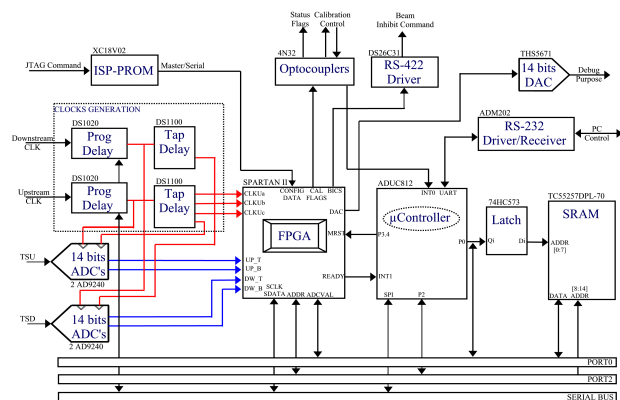 Status Calibration
Flags Control
Beam
Inhibit Command
XC18V02
4N32
DS26C31
THS5671
JTAG Command
ISP-PROM
Master/Serial
Optocouplers
RS-422
Driver
14 bits
DAC
Debug
Purpose
CLOCKS GENERATION
DS1020
DS1100
ADM202
Downstream
CLK
Prog
Delay
Tap
Delay
RS-232
Driver/Receiver
PC
Control
DS1020
DS1100
Upstream
CLK
Prog
Delay
Tap
Delay
SPARTAN II
CONFIG
DATA
CAL
FLAGS
BICS
ADUC812
INT0
UART
74HC573
TC55257DPL-70
CLKUa
CLKUb
CLKUc
DAC
MRST
P3.4
µController
Latch
SRAM
FPGA
P0
Qi
Di
ADDR
[0:7]
TSU
14 bits
ADC's
2 AD9240
UP_T
UP_B
DW_T
DW_B
READY
INT1
SCLK
SDATA
ADDR
ADCVAL
SP1
P2
[8:14]
DATA
ADDR
TSD
14 bits
ADC's
2 AD9240
PORT0
PORT2
SERIAL BUS